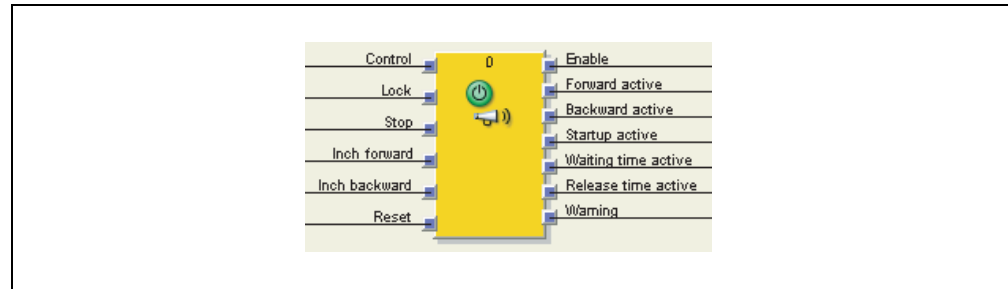 Control
Lock
Stop
Inch forward
Inch backward
Reset
0
Enable
Forward active
Backward active
Startup active
Waiting time active
Release time active
Warning